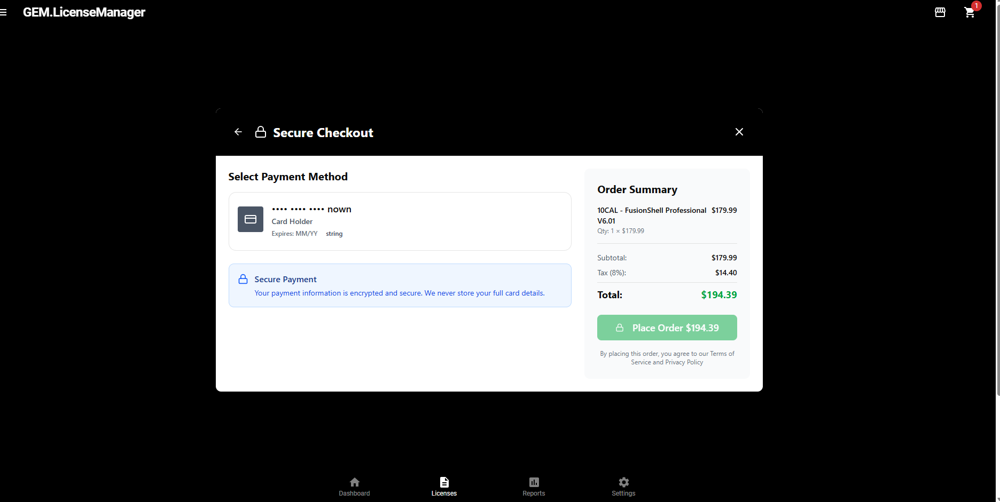 GEM.LicenseManager
1
Secure Checkout
Select Payment Method
•••• •••• •••• nown
Card Holder
Expires: MM/YY string
Secure Payment
Your payment information is encrypted and secure. We never store your full card details.
Order Summary
10CAL - FusionShell Professional $179.99
V6.01
Qty: 1 × $179.99
Subtotal: $179.99
Tax (8%): $14.40
Total: $194.39
Place Order $194.39
By placing this order, you agree to our Terms of
Service and Privacy Policy
Dashboard
Licenses
Reports
Settings